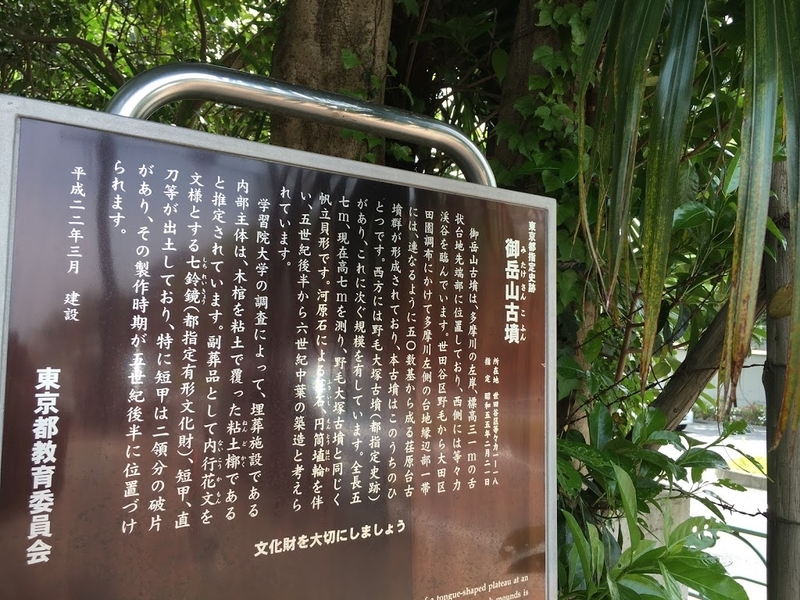 東京都指定史跡
御岳山古墳
みたけさんこふん
所在地 世田谷区等々力一―一八
指定 昭和五五年二月二一日
御岳山古墳は、多摩川の左岸、標高三一mの舌
状台地先端部に位置しており、西側には等々力
渓谷を臨んでいます。世田谷区野毛から大田区
田園調布にかけて多摩川左側の台地縁辺部一帯
には、連なるように五〇数基から成る荏原台古
墳群が形成されており、本古墳はこのうちのひ
とつです。西方には野毛大塚古墳(都指定史跡)
があり、これに次ぐ規模を有しています。全長五
七m、現在高七mを測り、野毛大塚古墳と同じく
帆立貝形です。河原石による葺石、円筒埴輪を伴
い、五世紀後半から六世紀中葉の築造と考えら
れています。
学習院大学の調査によって、埋葬施設である
内部主体は、木棺を粘土で覆った粘土槨である
と推定されています。副葬品として内行花文を
文様とする七鈴鏡(都指定有形文化財)、短甲、直
刀等が出土しており、特に短甲は二領分の破片
があり、その製作時期が五世紀後半に位置づけ
られます。
平成二二年三月 建設
東京都教育委員会
文化財を大切にしましょう
a tongue-shaped plateau at an
mounds is